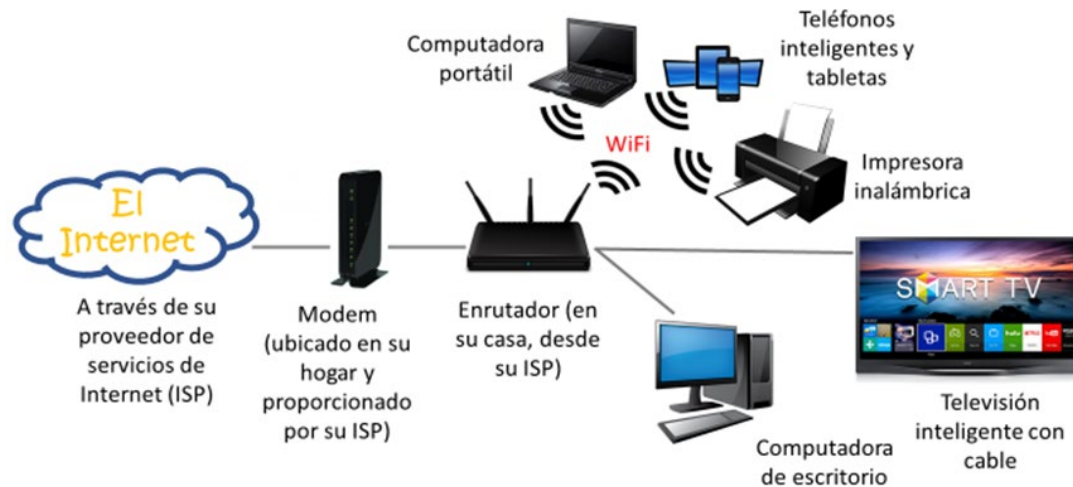 Computadora
portátil
Teléfonos
inteligentes y
tabletas
WiFi
Impresora
inalámbrica
El
Internet
A través de su
proveedor de
servicios de
Internet (ISP)
Modem
(ubicado en su
hogar y
proporcionado
por su ISP)
Enrutador (en
su casa, desde
su ISP)
SMART TV
hulu
Computadora
de escritorio
Televisión
inteligente con
cable